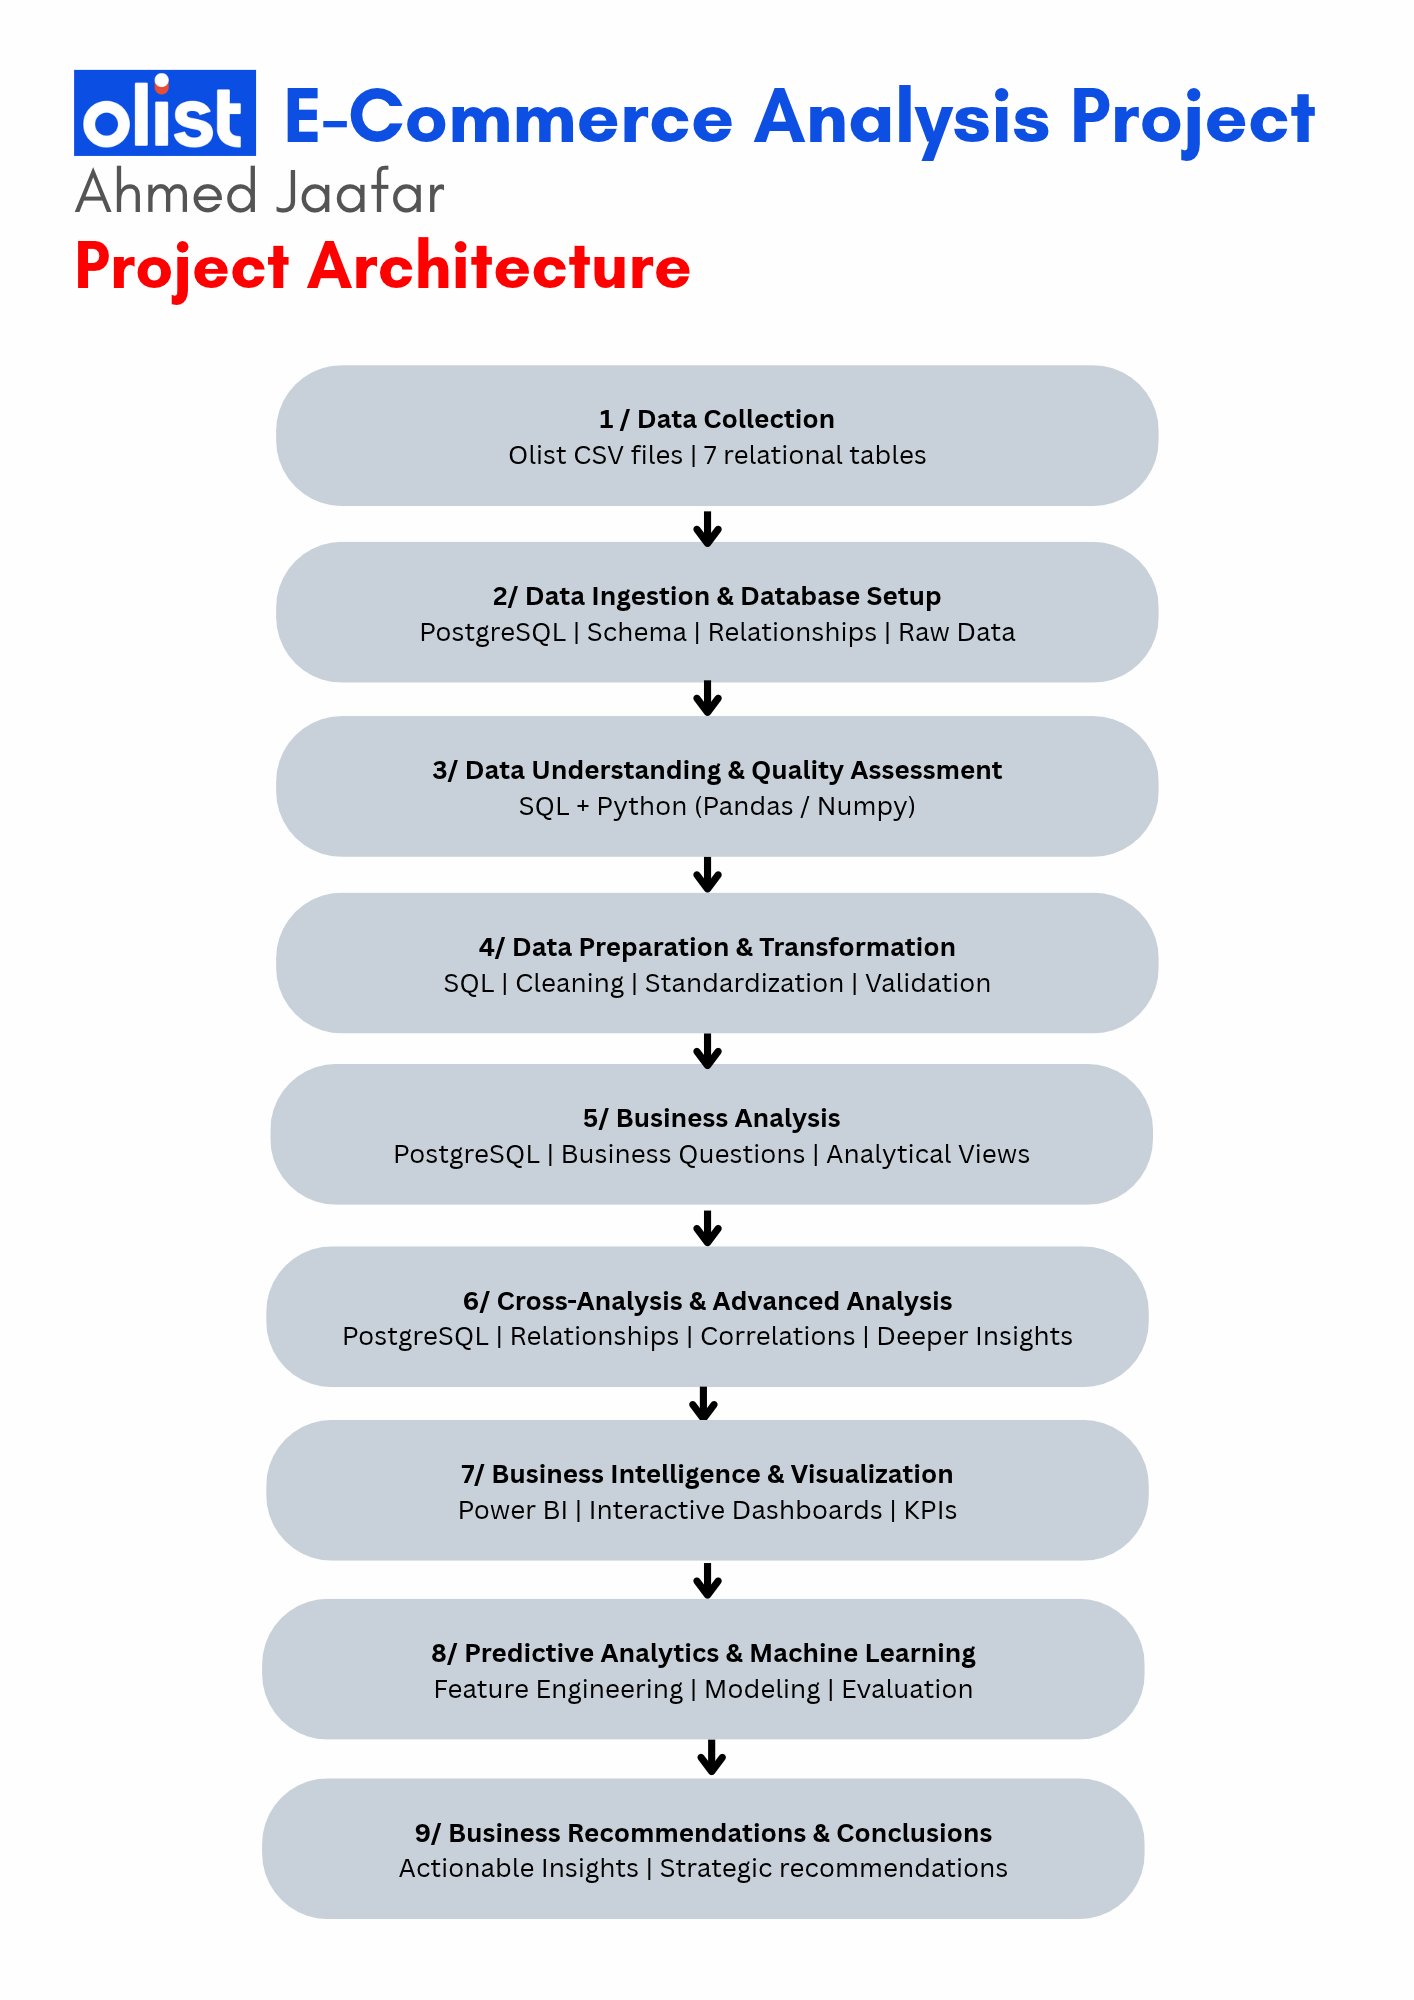 olist E-Commerce Analysis Project
Ahmed Jaafar
Project Architecture
1 / Data Collection
Olist CSV files | 7 relational tables
2/ Data Ingestion & Database Setup
PostgreSQL | Schema | Relationships | Raw Data
3/ Data Understanding & Quality Assessment
SQL + Python (Pandas / Numpy)
4/ Data Preparation & Transformation
SQL | Cleaning | Standardization | Validation
5/ Business Analysis
PostgreSQL | Business Questions | Analytical Views
6/ Cross-Analysis & Advanced Analysis
PostgreSQL | Relationships | Correlations | Deeper Insights
7/ Business Intelligence & Visualization
Power BI | Interactive Dashboards | KPIs
8/ Predictive Analytics & Machine Learning
Feature Engineering | Modeling | Evaluation
9/ Business Recommendations & Conclusions
Actionable Insights | Strategic recommendations